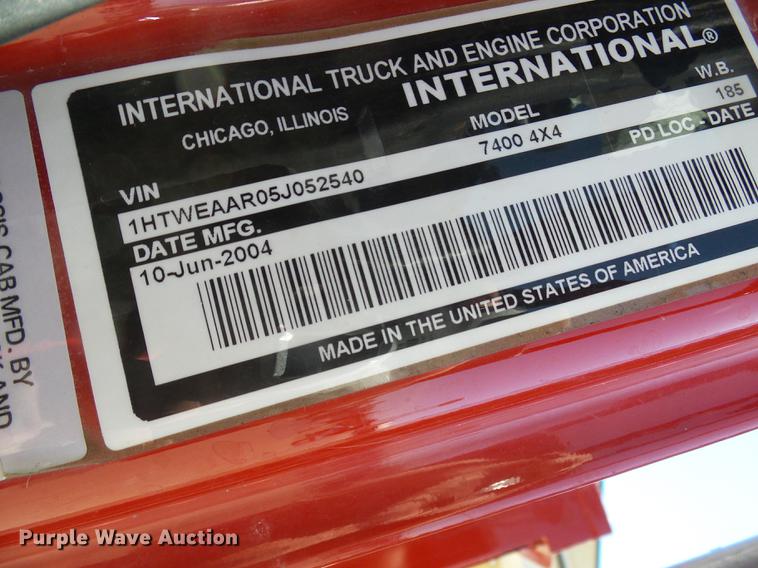 INTERNATIONAL TRUCK AND ENGINE CORPORATION
CHICAGO, ILLINOIS
INTERNATIONAL®
VIN
MODEL
W.B.
1HTWEAAR05J052540
7400 4X4
185
DATE MFG.
PD LOC - DATE
10-Jun-2004
MADE IN THE UNITED STATES OF AMERICA
CAB MFD. BY
AND
Purple Wave Auction®